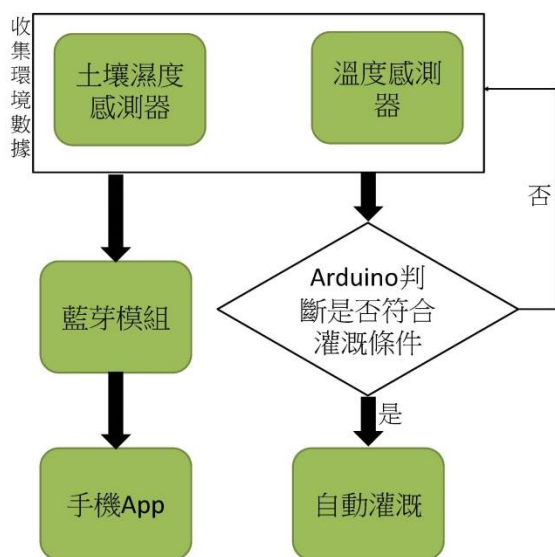 收集環境數據
土壤濕度
感測器
溫度感測
器
否
藍芽模組
Arduino判
斷是否符合
灌溉條件
是
手機App
自動灌溉